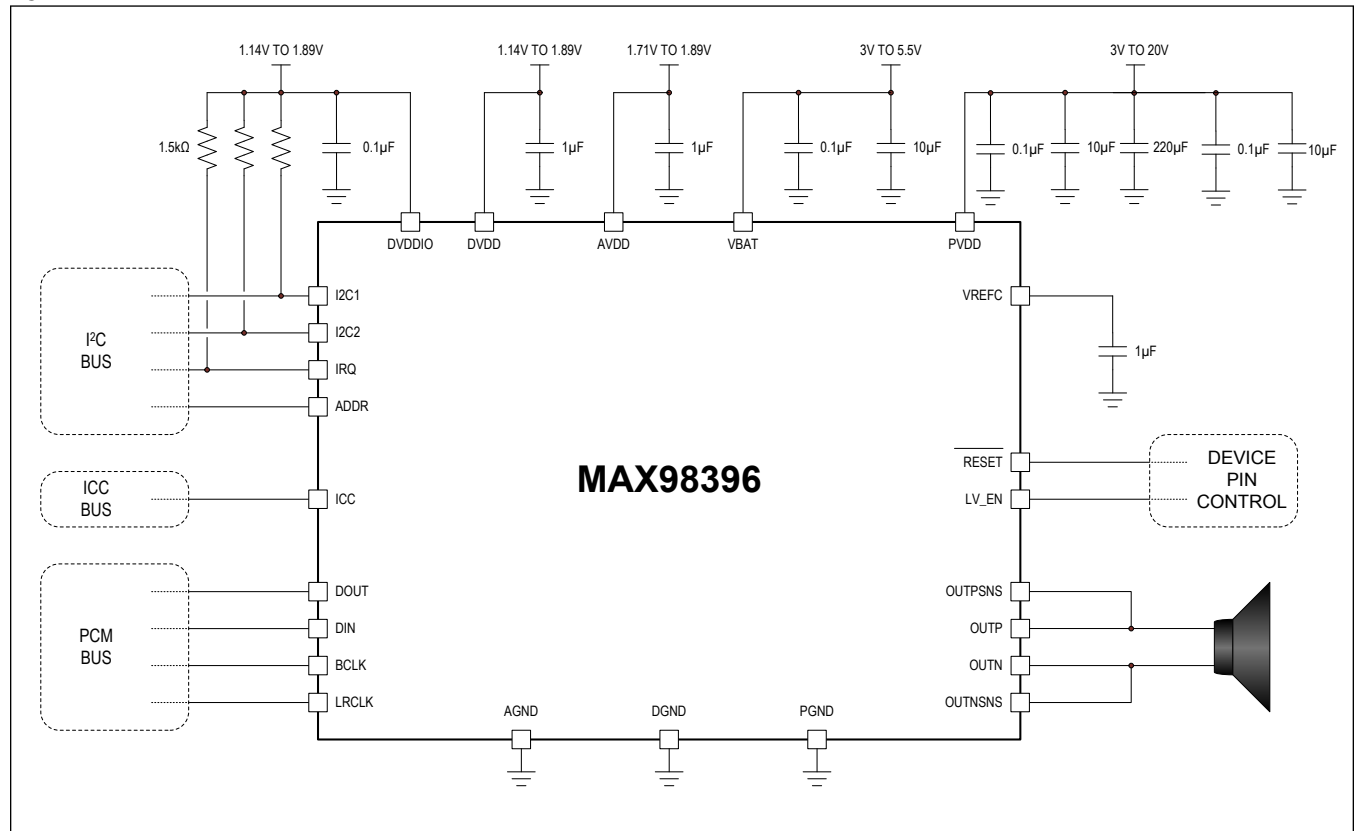 1.14V TO 1.89V
1.14V TO 1.89V
1.71V TO 1.89V
3V TO 5.5V
3V TO 20V
1.5kΩ
0.1µF
1µF
1µF
0.1µF
10µF
0.1µF
10µF
220µF
0.1µF
10µF
DVDDIO
DVDD
AVDD
VBAT
PVDD
I²C
BUS
I2C1
I2C2
IRQ
ADDR
ICC
BUS
ICC
PCM
BUS
DOUT
DIN
BCLK
LRCLK
MAX98396
VREFC
1µF
RESET
LV_EN
DEVICE
PIN
CONTROL
OUTPSNS
OUTP
OUTN
OUTNSNS
AGND
DGND
PGND